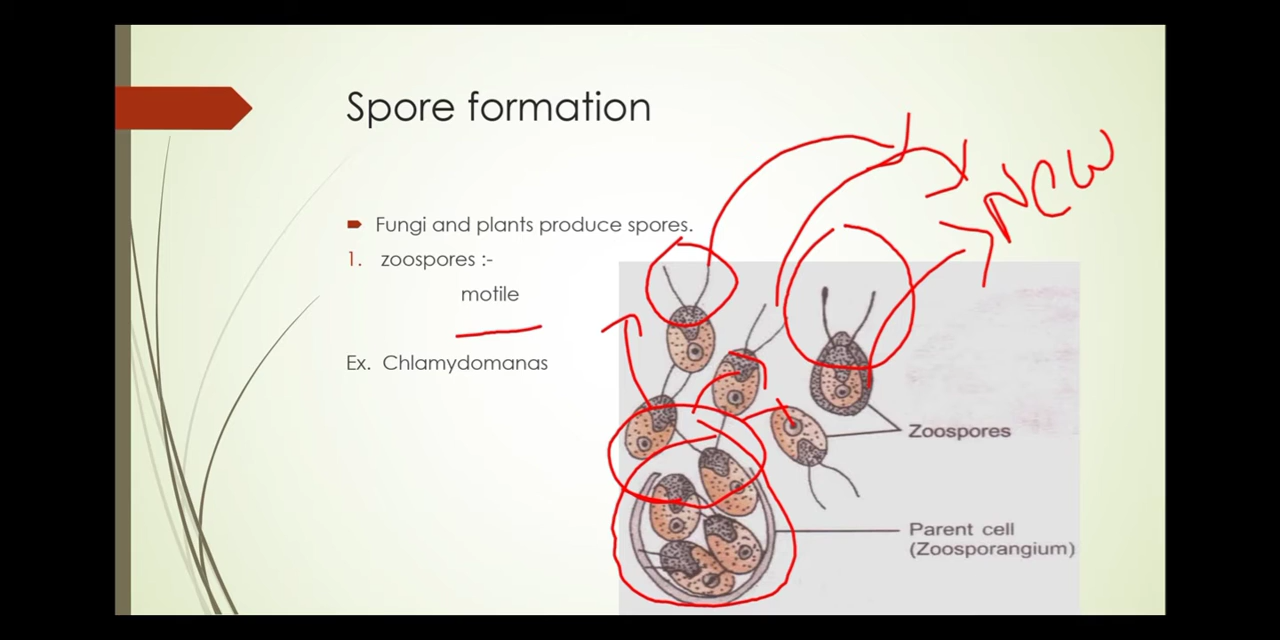 Spore formation
Fungi and plants produce spores.
1. zoospores :-
motile
Ex. Chlamydomanas
New
Zoospores
Parent cell
(Zoosporangium)